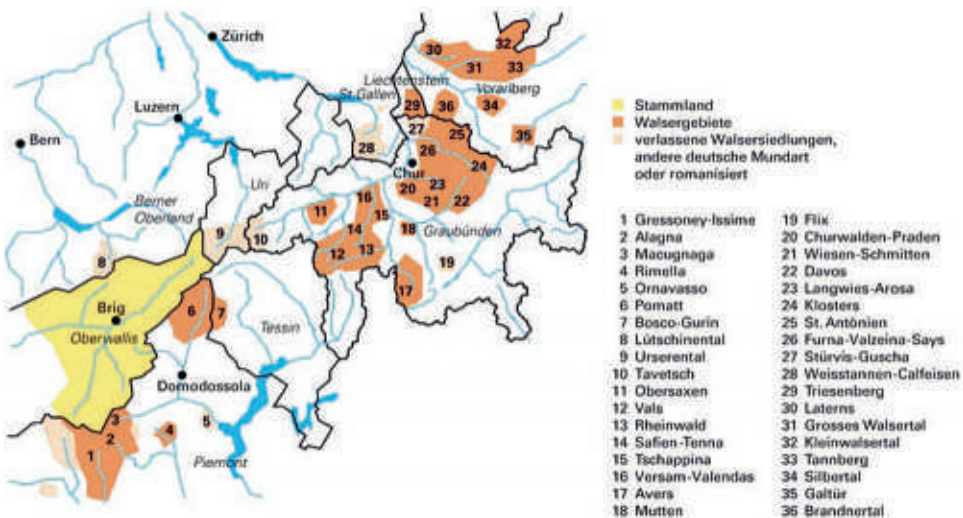 Zürich
Luzern
Bern
Berner
Oberland
Uri
St. Gallen
Liechtenstein
Vorarlberg
Chur
Graubünden
Tessin
Brig
Oberwallis
Domodossola
Piemont
30
32
31
33
29
36
34
35
27
25
28
26
24
20
23
21
22
16
11
15
14
18
12
13
19
17
9
10
8
6
7
3
2
1
4
5
Stammland
Walsergebiete
verlassene Walsersiedlungen,
andere deutsche Mundart
oder romanisiert
1 Gressoney-Issime
2 Alagna
3 Macugnaga
4 Rimella
5 Ornavasso
6 Pomatt
7 Bosco-Gurin
8 Lütschinental
9 Urserental
10 Tavetsch
11 Obersaxen
12 Vals
13 Rheinwald
14 Safien-Tenna
15 Tschappina
16 Versam-Valendas
17 Avers
18 Mutten
19 Flix
20 Churwalden-Praden
21 Wiesen-Schmitten
22 Davos
23 Langwies-Arosa
24 Klosters
25 St. Antönien
26 Furna-Valzeina-Says
27 Stürvis-Guscha
28 Weisstannen-Calfeisen
29 Triesenberg
30 Laterns
31 Grosses Walsertal
32 Kleinwalsertal
33 Tannberg
34 Silbertal
35 Galtür
36 Brandnertal